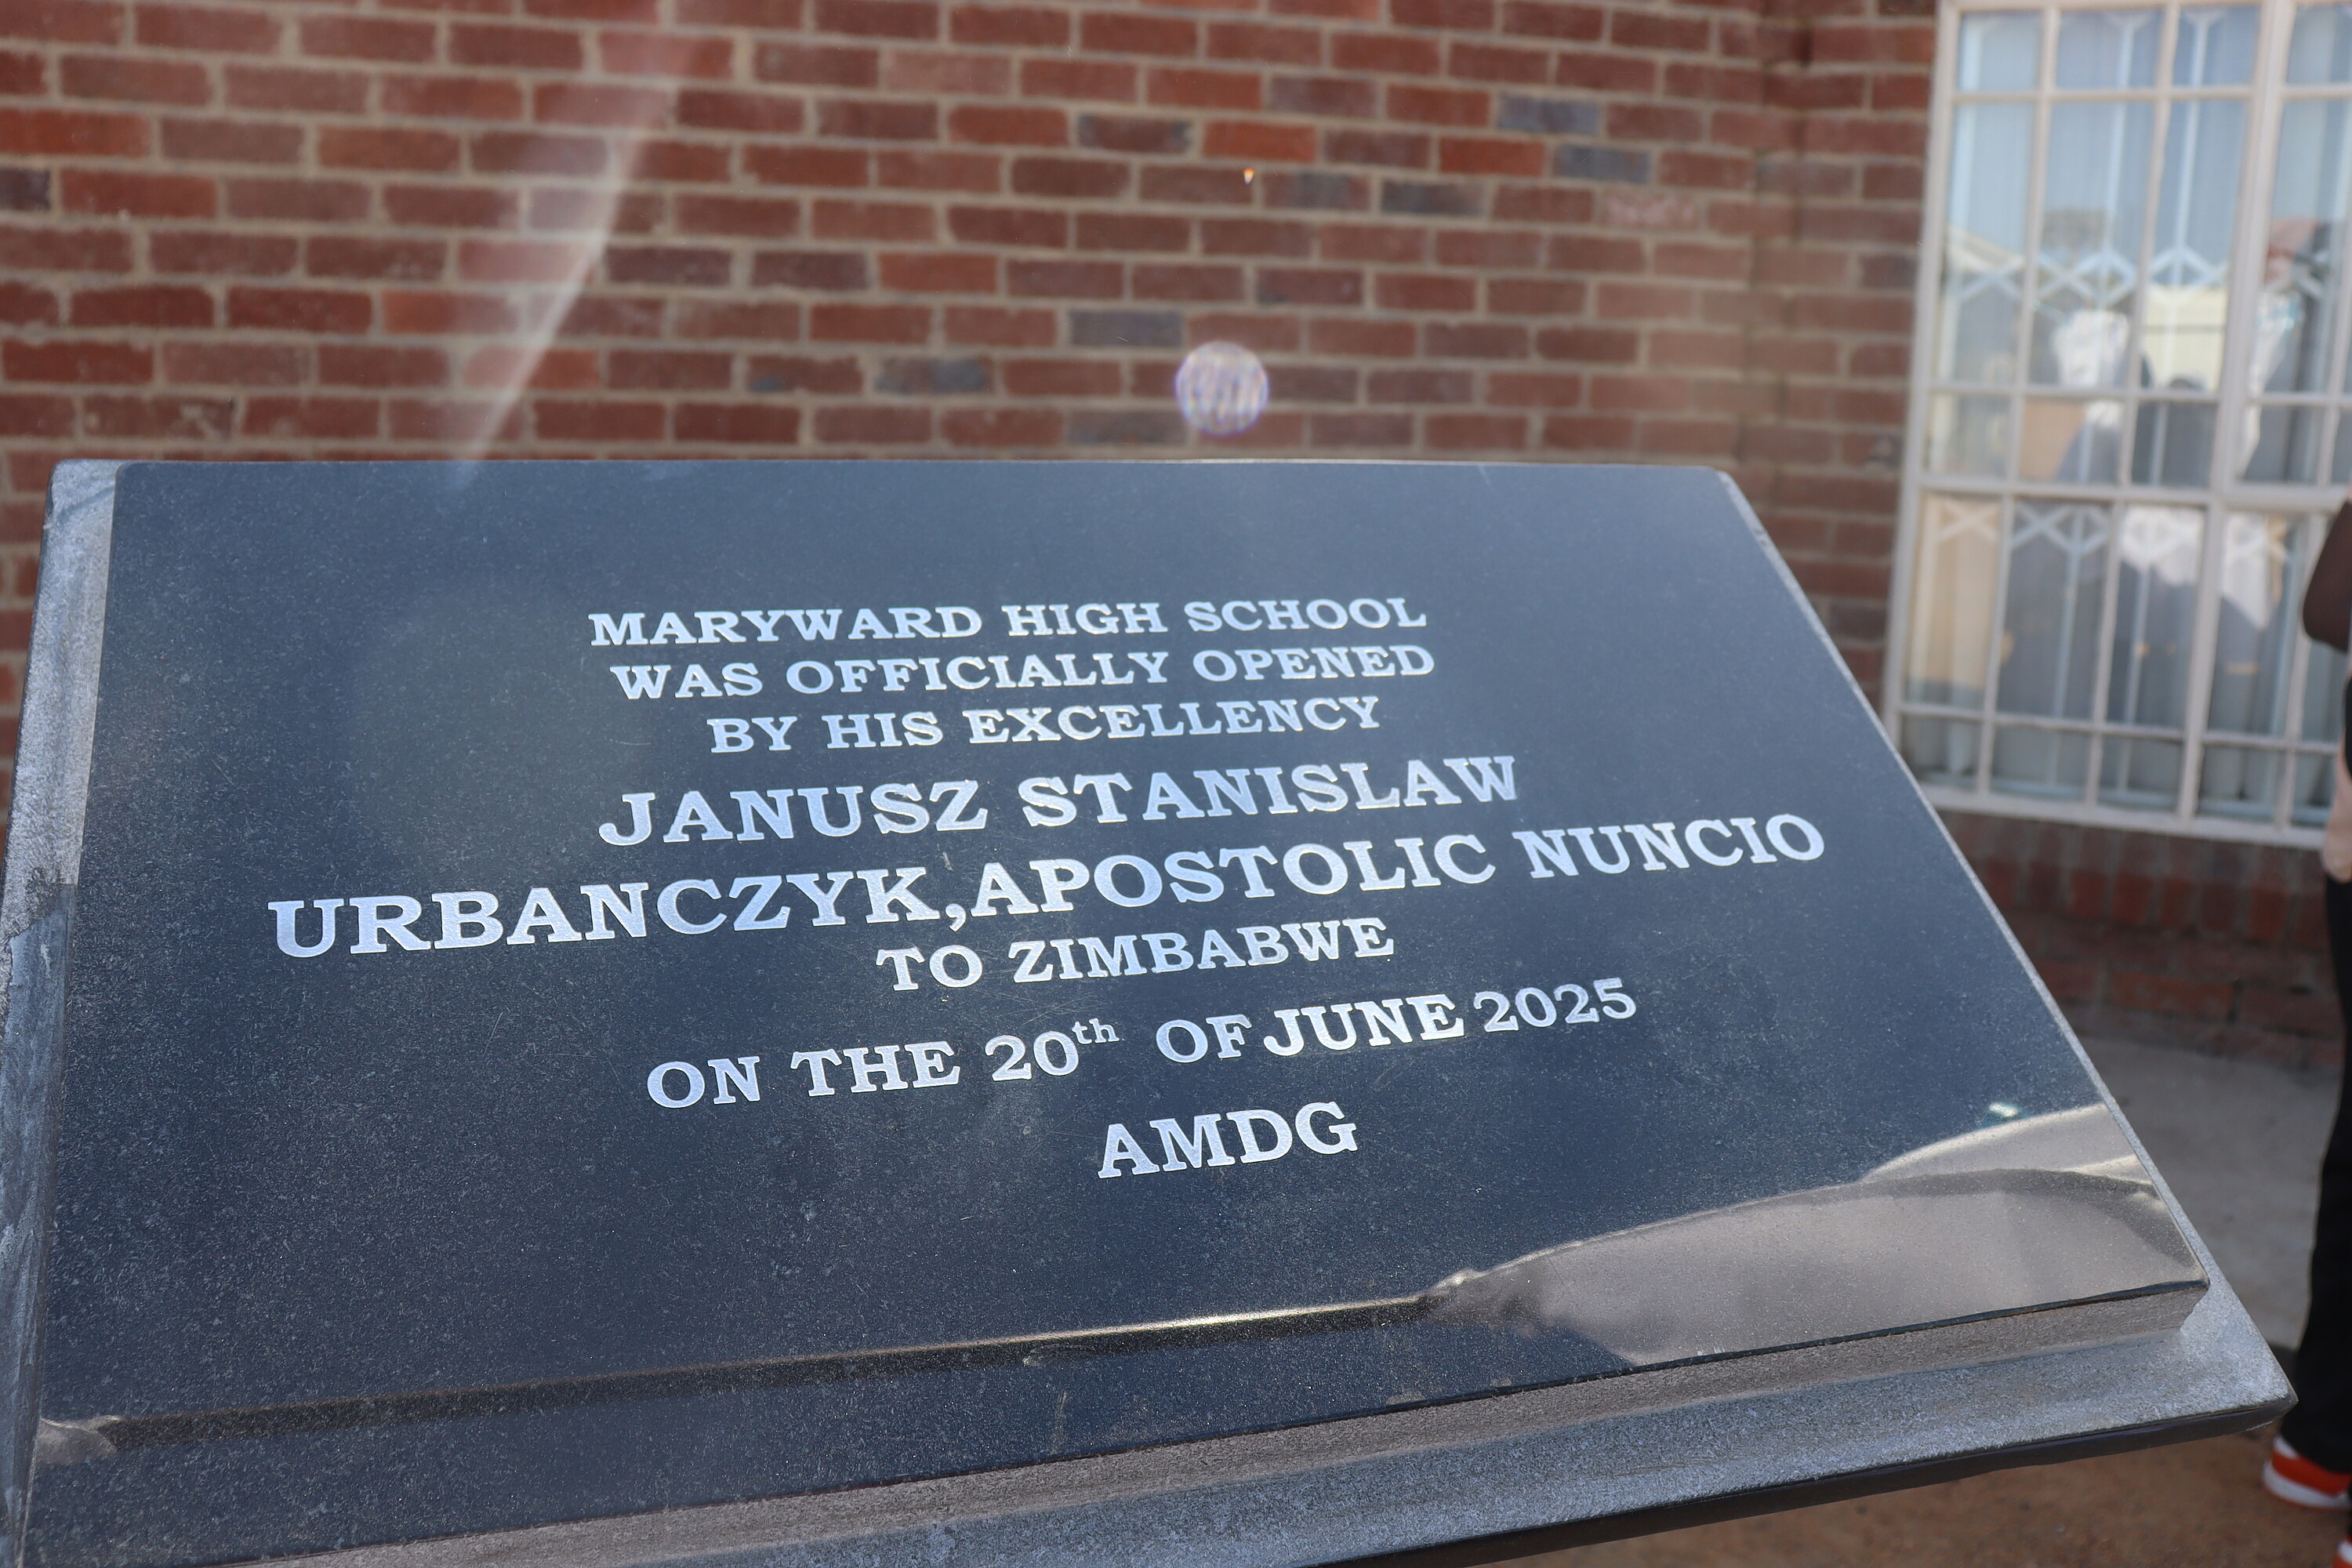 MARYWARD HIGH SCHOOL
WAS OFFICIALLY OPENED
BY HIS EXCELLENCY
JANUSZ STANISLAW
URBANCZYK,APOSTOLIC NUNCIO
TO ZIMBABWE
ON THE 20th OF JUNE 2025
AMDG